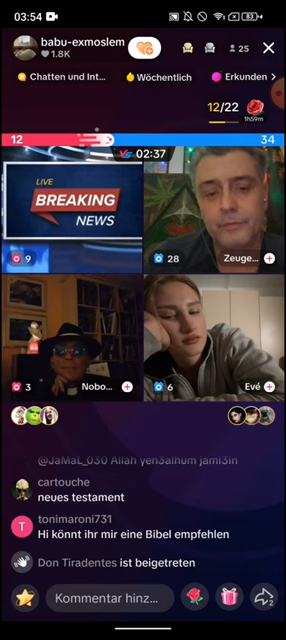 03:54
83
babu-exmoslem
1.8K
25
Chatten und Int...
Wöchentlich
Erkunden
12/22
1h59m
12
34
VS 02:37
LIVE
BREAKING
NEWS
9
28
Zeuge...
3
Nobo...
6
Evé
@JaMaL_030 Allah yen3alhum jami3in
cartouche
neues testament
T
tonimaroni731
Hi könnt ihr mir eine Bibel empfehlen
Don Tiradentes ist beigetreten
Kommentar hinz...
2